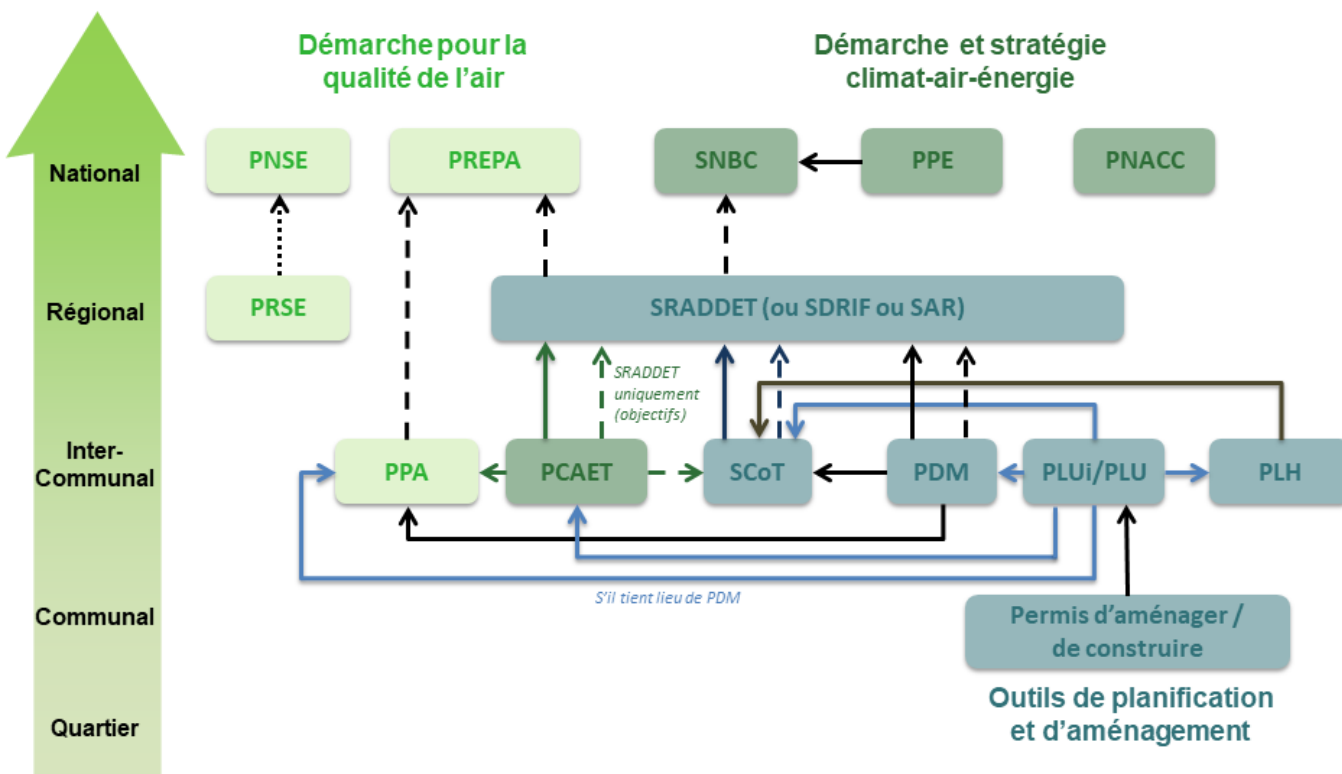 Démarche pour la
qualité de l'air
Démarche et stratégie
climat-air-énergie
National
PNSE
PREPA
SNBC
PPE
PNACC
Régional
PRSE
SRADDET (ou SDRIF ou SAR)
SRADDET
uniquement
(objectifs)
Inter-
Communal
PPA
PCAET
SCoT
PDM
PLUi/PLU
PLH
S'il tient lieu de PDM
Communal
Permis d'aménager /
de construire
Quartier
Outils de planification
et d'aménagement